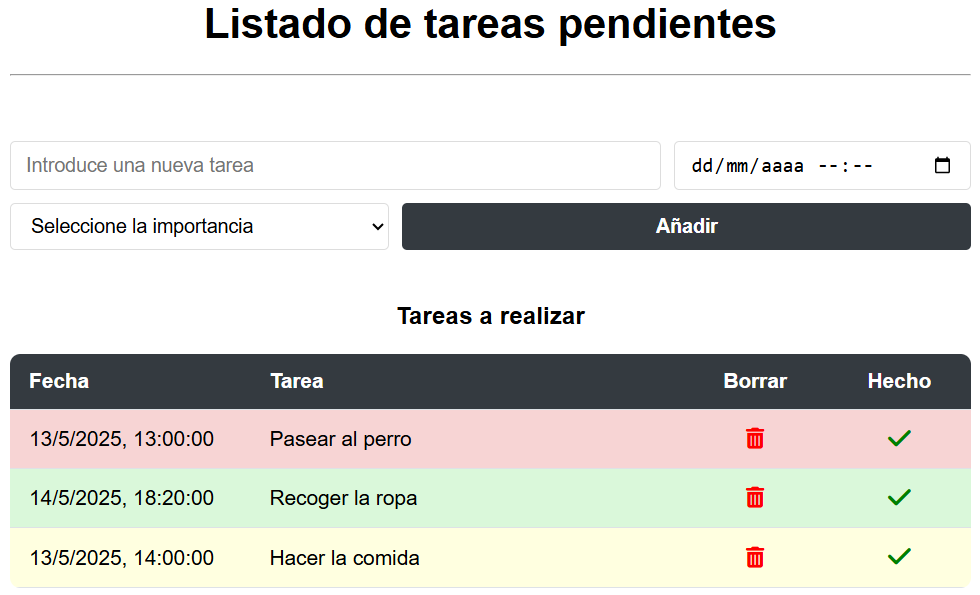 Listado de tareas pendientes
Introduce una nueva tarea dd/mm/aaaa --:--
Seleccione la importancia Añadir
Tareas a realizar
Fecha Tarea Borrar Hecho
13/5/2025, 13:00:00 Pasear al perro
14/5/2025, 18:20:00 Recoger la ropa
13/5/2025, 14:00:00 Hacer la comida